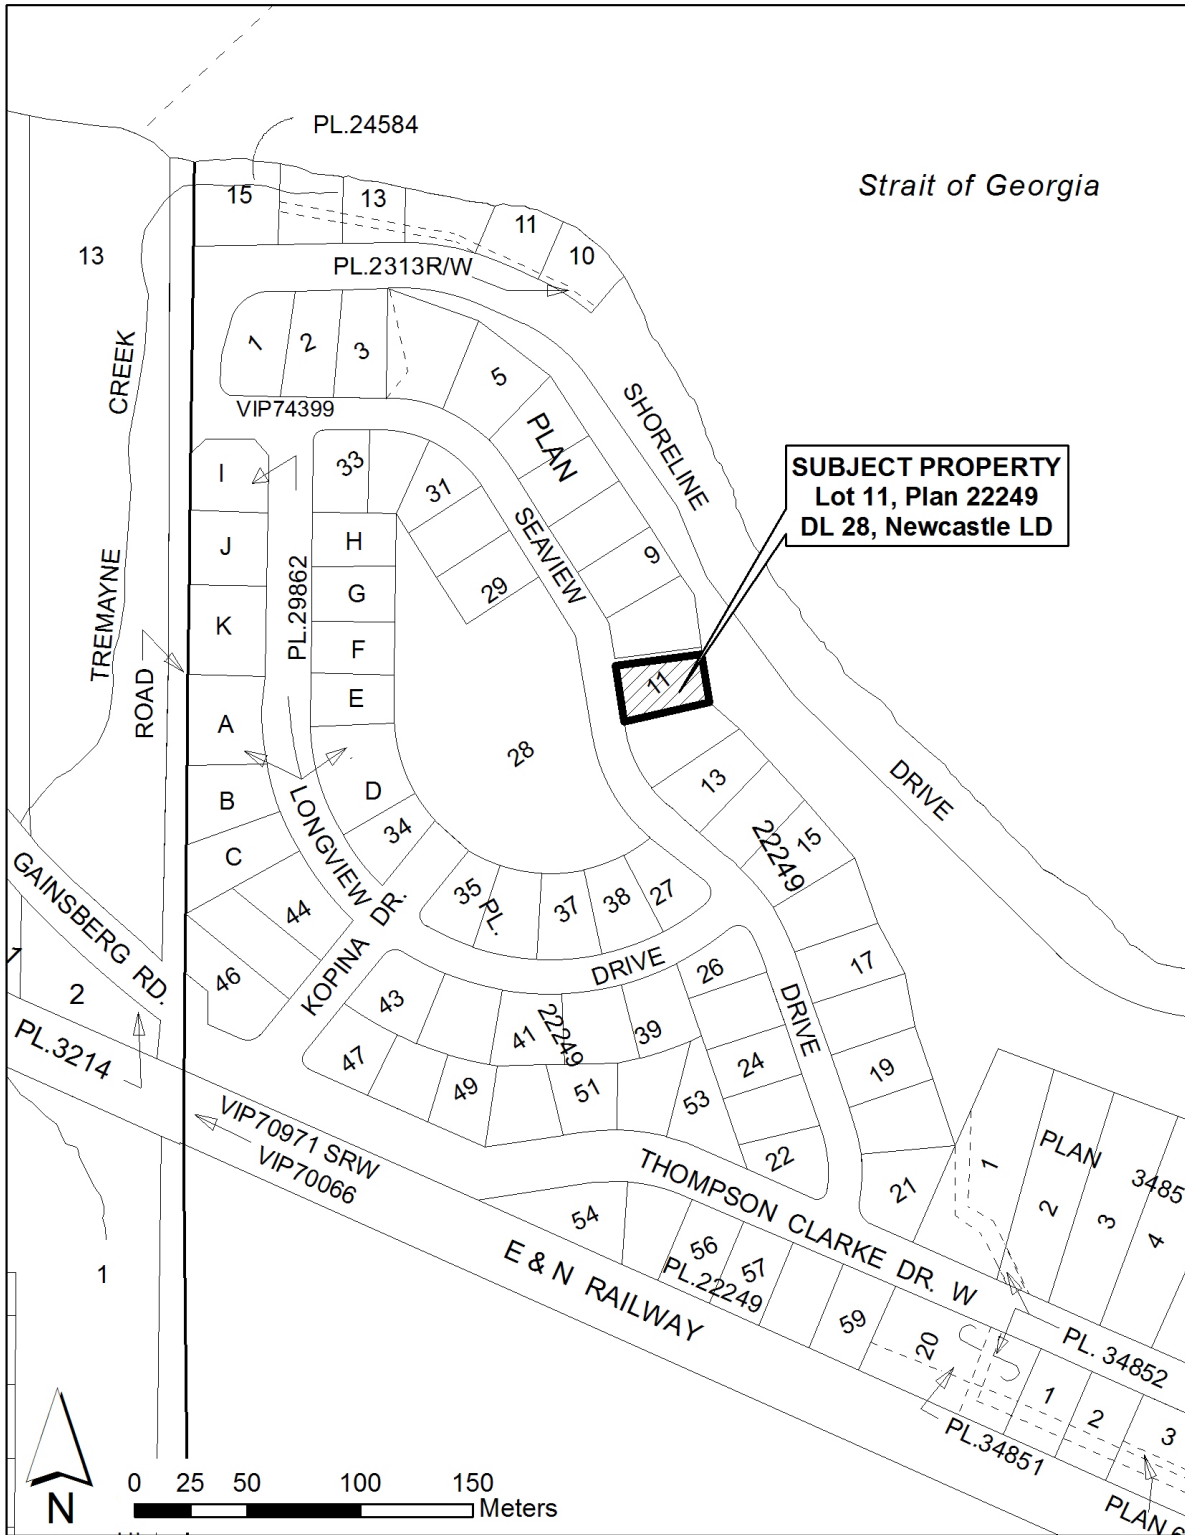 PL.24584
Strait of Georgia
15
13
11
10
13
PL.2313R/W
1
2
3
5
VIP74399
CREEK
TREMAYNE
ROAD
PLAN
SHORELINE
DRIVE
SUBJECT PROPERTY
Lot 11, Plan 22249
DL 28, Newcastle LD
I
J
K
A
B
C
33
31
29
H
G
F
E
D
PL.29862
SEAVIEW
9
11
28
13
15
22249
34
LONGVIEW
KOPINA DR.
35
PL.
37
38
27
44
46
GAINSBERG RD.
1
2
PL.3214
43
41
22249
39
DRIVE
26
DRIVE
17
19
24
47
49
51
53
22
21
VIP70971 SRW
VIP70066
THOMPSON CLARKE DR. W
54
56
57
PL.22249
59
20
E & N RAILWAY
1
PLAN
3485
1
2
3
4
PL. 34852
1
2
3
PL.34851
N
0 25 50 100 150
Meters